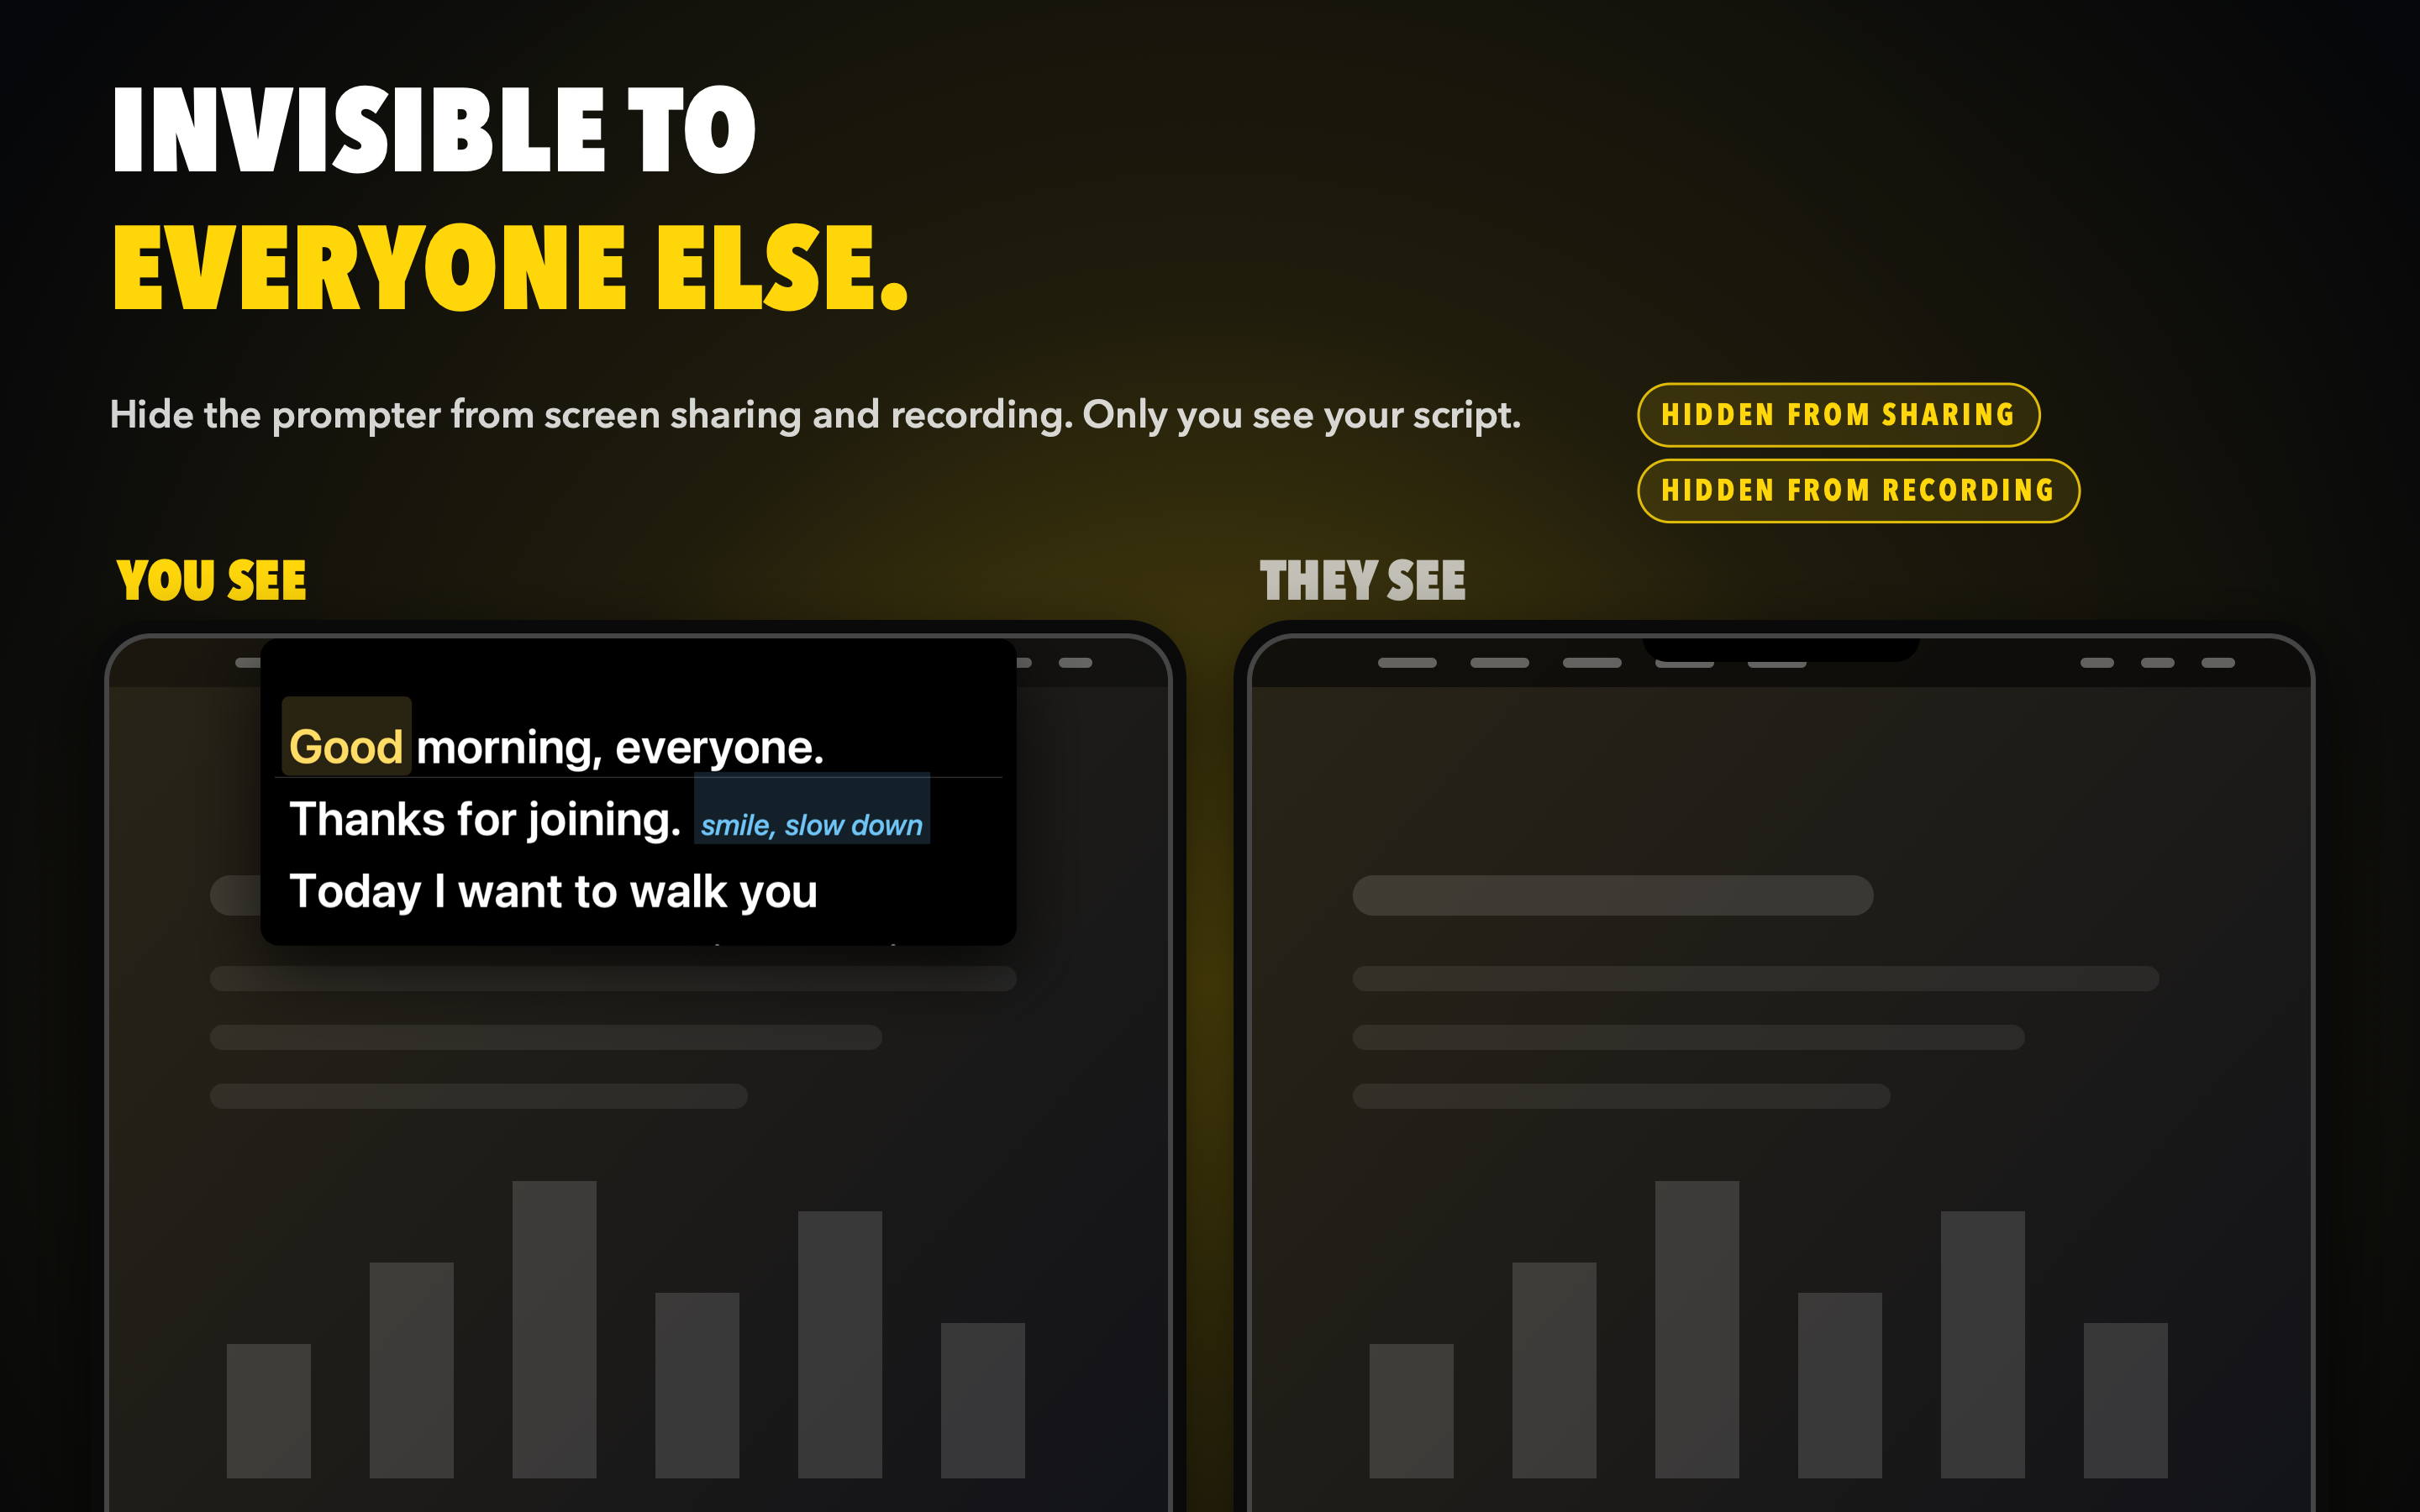 INVISIBLE TO
EVERYONE ELSE.
Hide the prompter from screen sharing and recording. Only you see your script.
HIDDEN FROM SHARING
HIDDEN FROM RECORDING
YOU SEE
Good morning, everyone.
Thanks for joining. smile, slow down
Today I want to walk you
THEY SEE